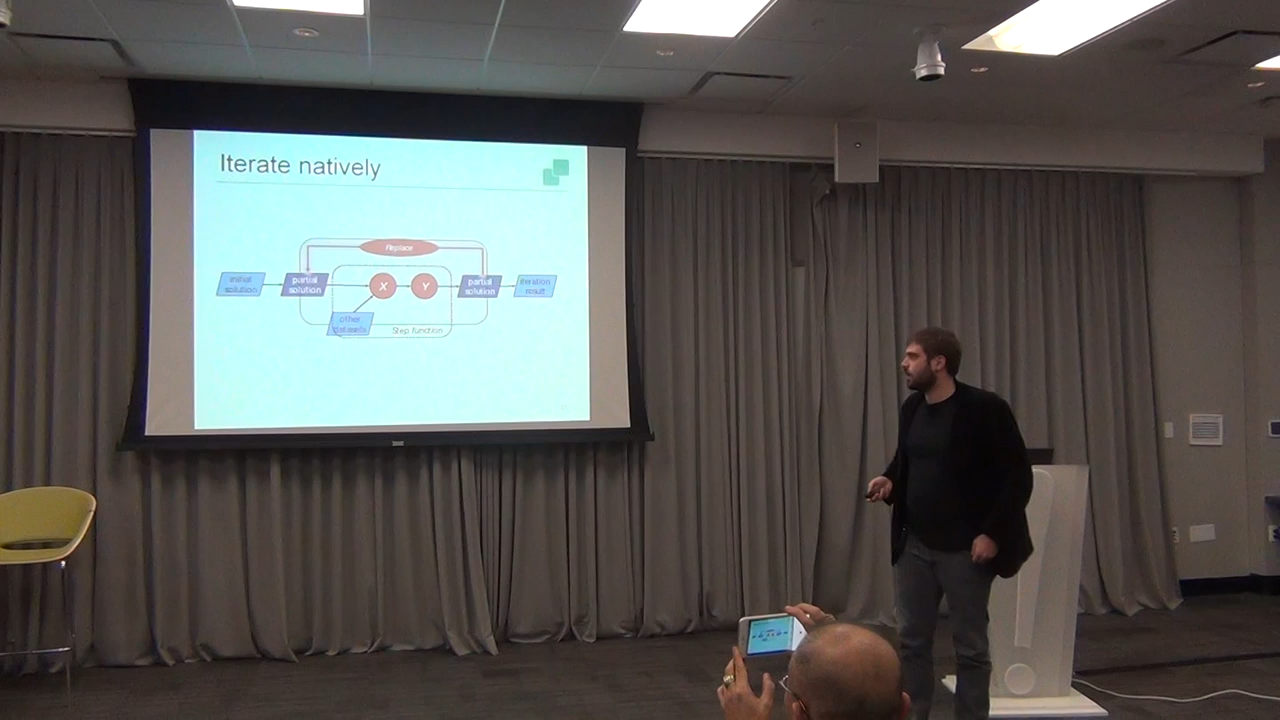 Iterate natively
Replace
initial
solution
partial
solution
X
Y
partial
solution
iteration
result
other
datasets
Step function